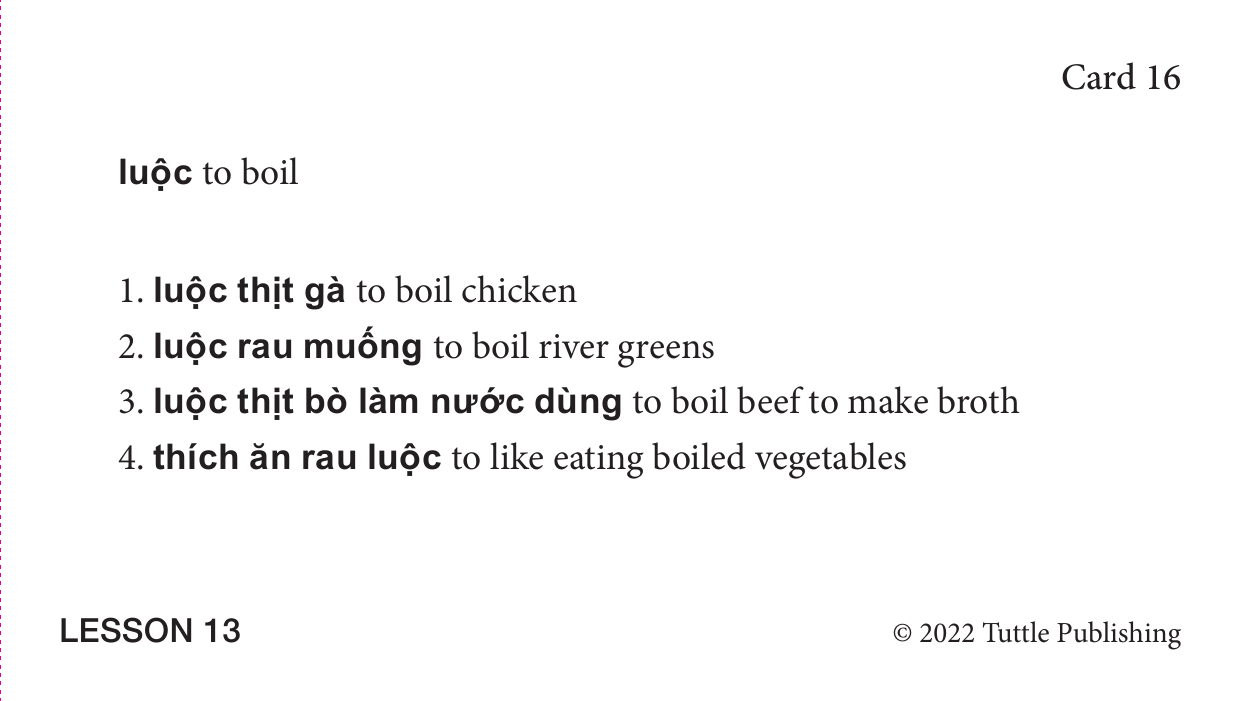 Card 16
luộc to boil
1. luộc thịt gà to boil chicken
2. luộc rau muống to boil river greens
3. luộc thịt bò làm nước dùng to boil beef to make broth
4. thích ăn rau luộc to like eating boiled vegetables
LESSON 13
© 2022 Tuttle Publishing